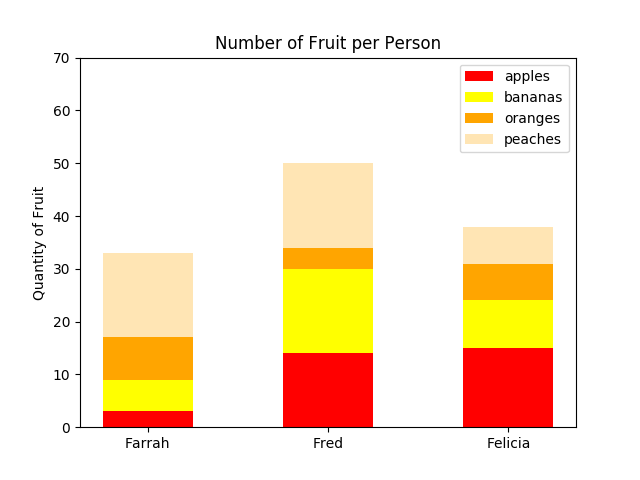 Number of Fruit per Person
apples
bananas
oranges
peaches
Quantity of Fruit
70
60
50
40
30
20
10
0
Farrah Fred Felicia